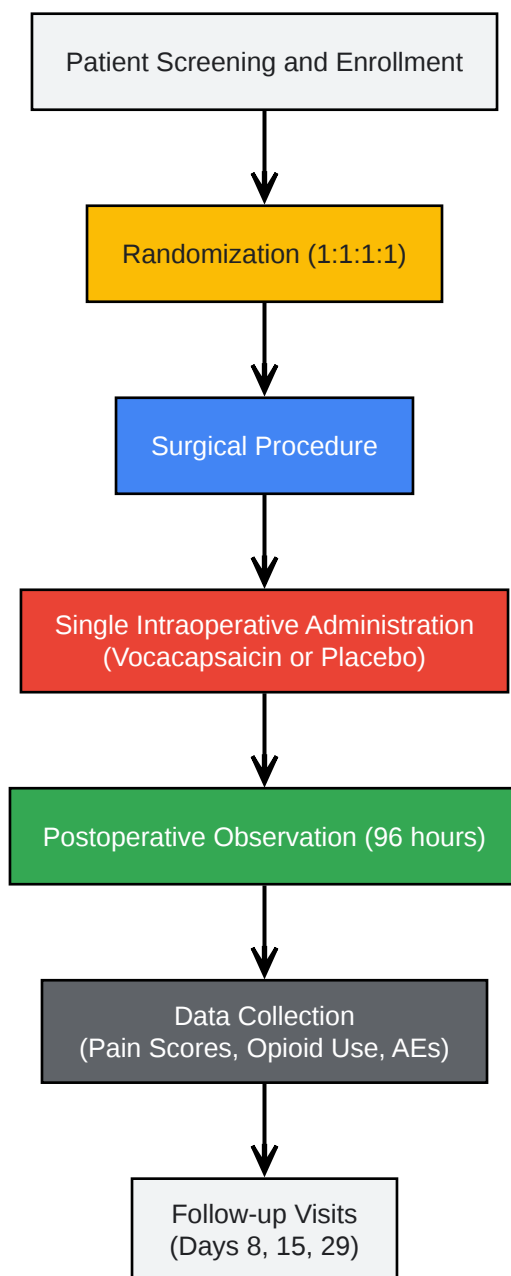 Patient Screening and Enrollment
Randomization (1:1:1:1)
Surgical Procedure
Single Intraoperative Administration
(Vocacapsaicin or Placebo)
Postoperative Observation (96 hours)
Data Collection
(Pain Scores, Opioid Use, AEs)
Follow-up Visits
(Days 8, 15, 29)